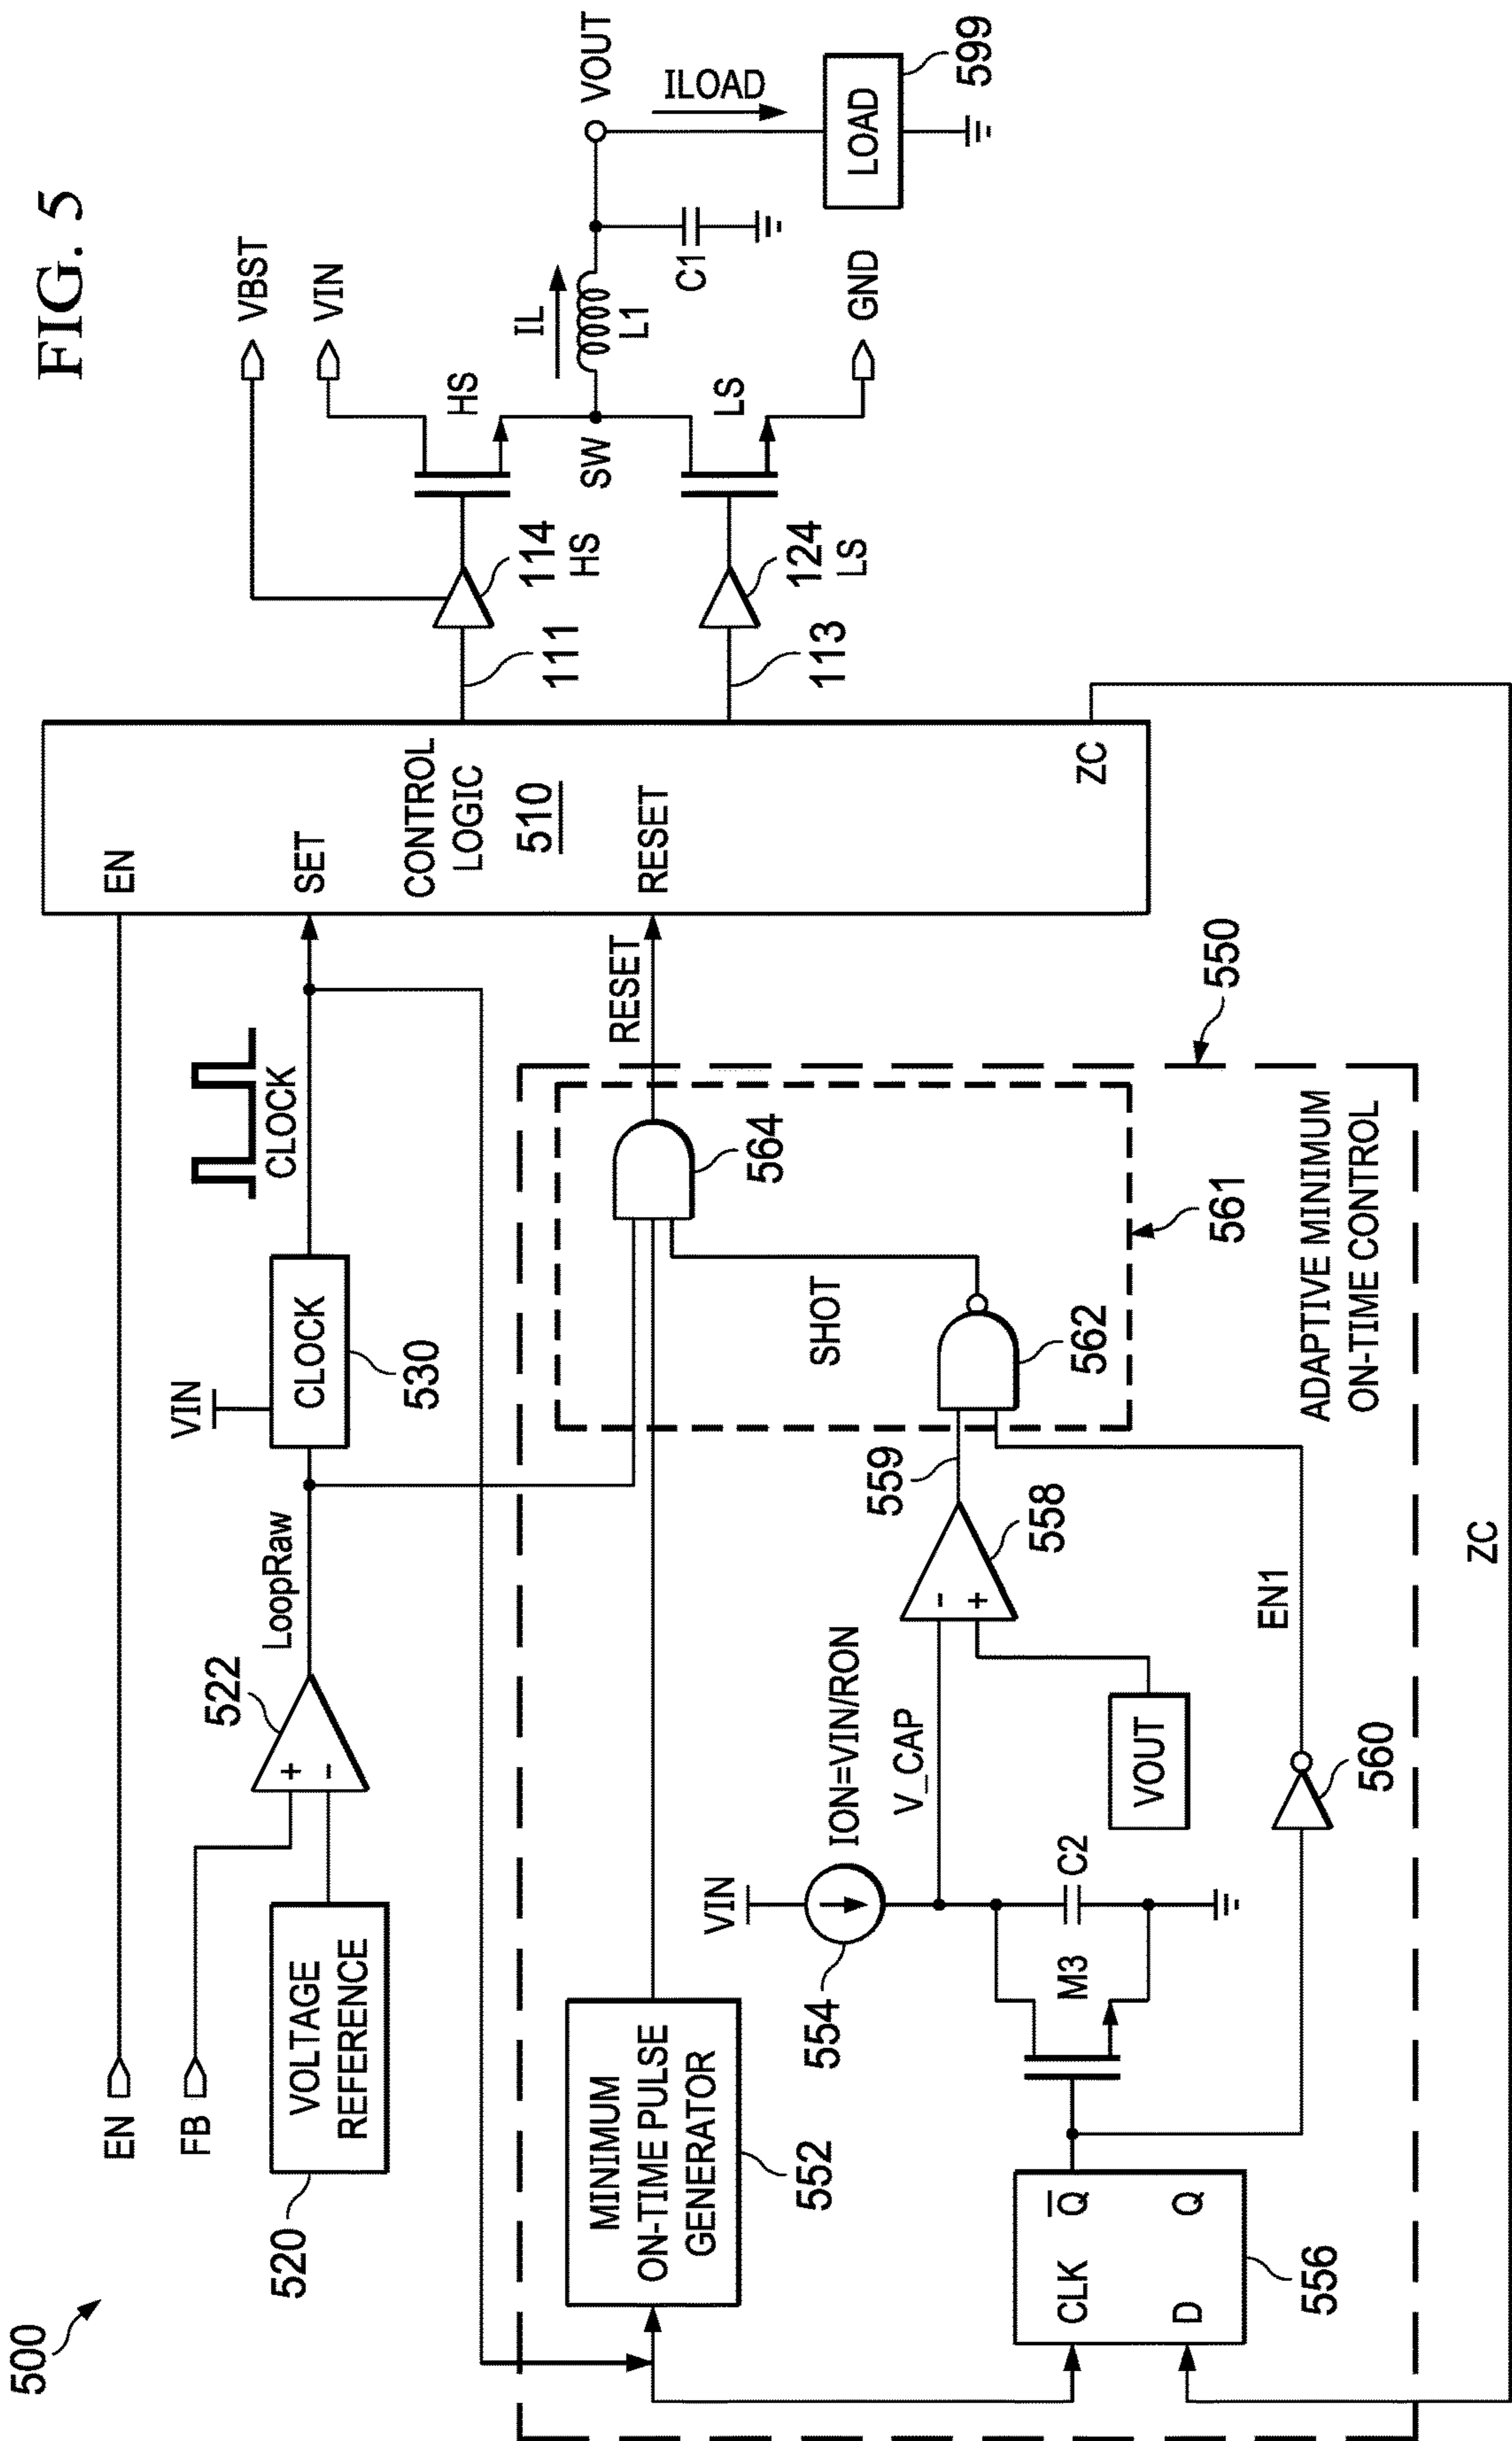 FIG. 5
500
EN
FB
VOLTAGE
REFERENCE
520
522
+
-
LoopRaw
VIN
CLOCK
530
CLOCK
EN
SET
CONTROL
LOGIC
510
RESET
ZC
111
114
HS
113
124
LS
VBST
VIN
HS
SW
LS
GND
IL
L1
C1
VOUT
ILOAD
LOAD
599
MINIMUM
ON-TIME PULSE
GENERATOR
552
VIN
554
ION=VIN/RON
V_CAP
M3
C2
VOUT
-
+
558
559
CLK
Q
D
Q
556
560
EN1
562
SHOT
564
561
RESET
550
ADAPTIVE MINIMUM
ON-TIME CONTROL
ZC